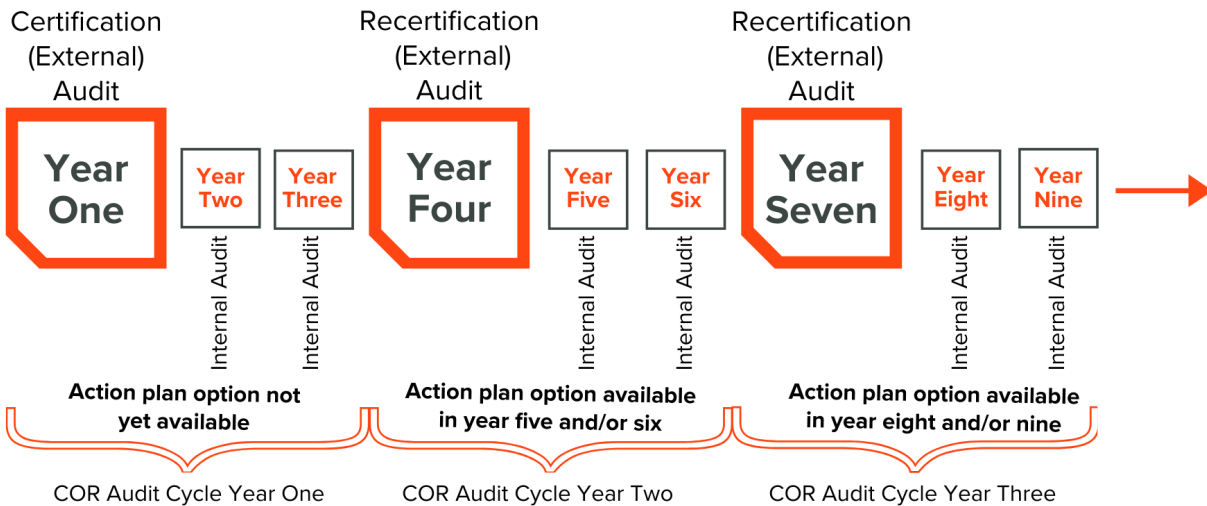 Certification
(External)
Audit
Recertification
(External)
Audit
Recertification
(External)
Audit
Year
One
Year
Two
Year
Three
Year
Four
Year
Five
Year
Six
Year
Seven
Year
Eight
Year
Nine
Internal Audit
Internal Audit
Internal Audit
Internal Audit
Internal Audit
Internal Audit
Action plan option not
yet available
Action plan option available
in year five and/or six
Action plan option available
in year eight and/or nine
COR Audit Cycle Year One
COR Audit Cycle Year Two
COR Audit Cycle Year Three